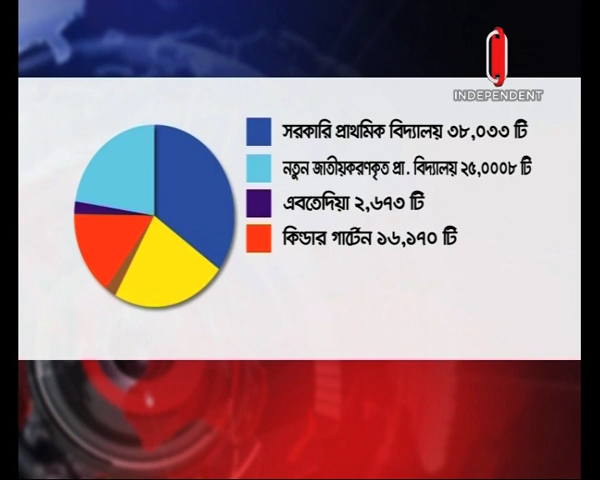 INDEPENDENT
সরকারি প্রাথমিক বিদ্যালয় ৩৮,০৩৩ টি
নতুন জাতীয়করণকৃত প্রা. বিদ্যালয় ২৫,০০০৮ টি
এবতেদিয়া ২,৬৭৩ টি
কিন্ডার গার্টেন ১৬,১৭০ টি